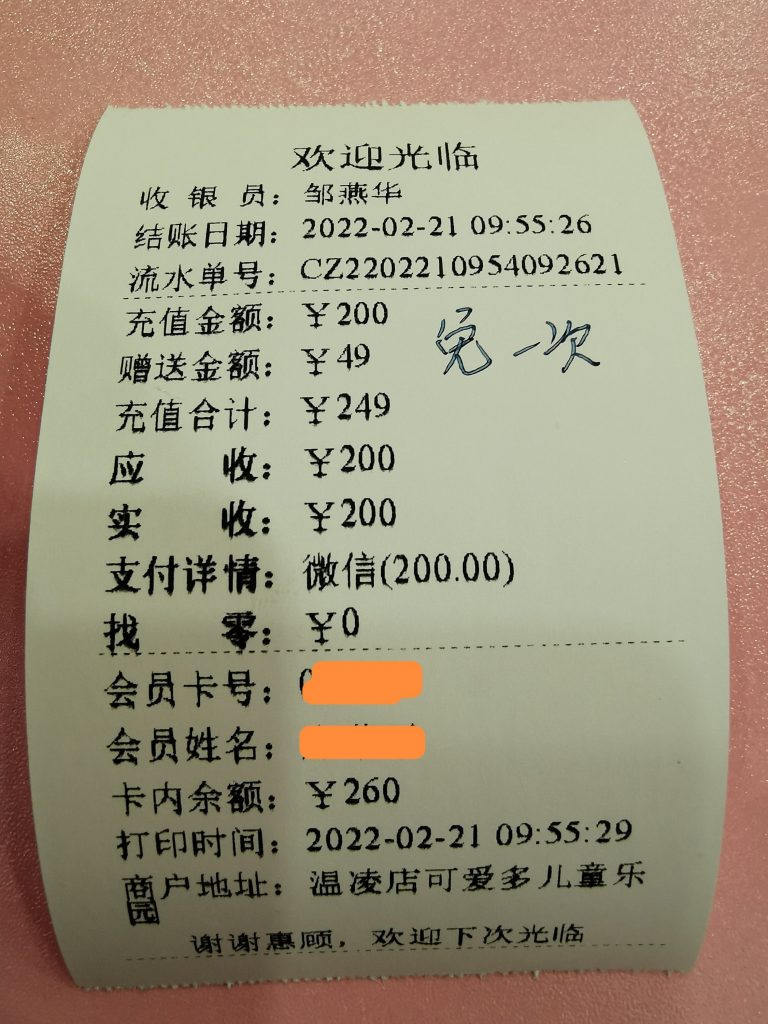 欢迎光临
收银员：邹燕华
结账日期：2022-02-21 09:55:26
流水单号：CZ2202210954092621
充值金额：￥200
赠送金额：￥49
免一次
充值合计：￥249
应收：￥200
实收：￥200
支付详情：微信(200.00)
找零：￥0
会员卡号：
会员姓名：
卡内余额：￥260
打印时间：2022-02-21 09:55:29
商户地址：温凌店可爱多儿童乐
园
谢谢惠顾，欢迎下次光临